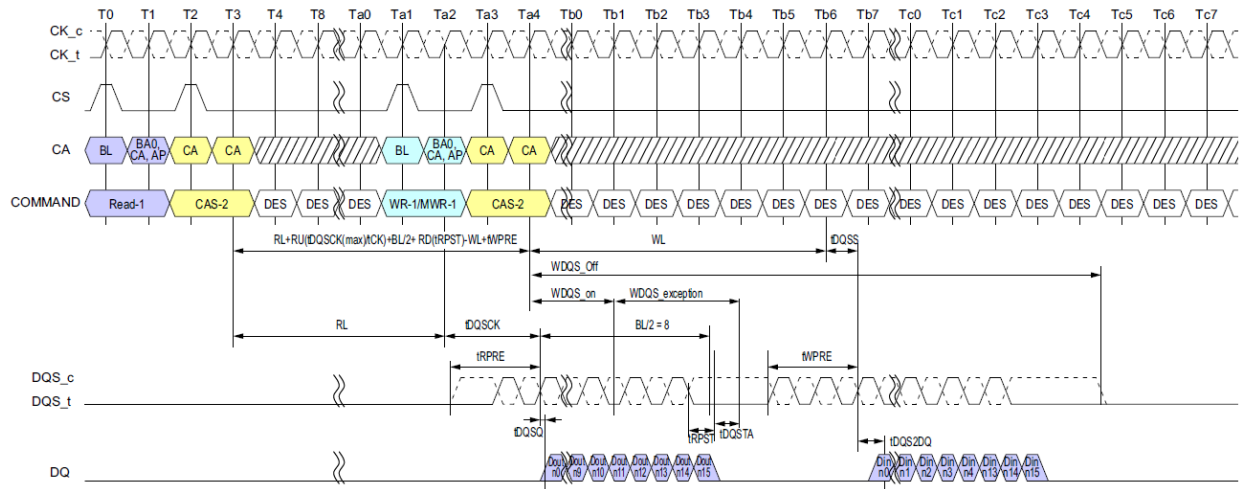 T0 T1 T2 T3 T4 T8 Ta0 Ta1 Ta2 Ta3 Ta4 Tb0 Tb1 Tb2 Tb3 Tb4 Tb5 Tb6 Tb7 Tc0 Tc1 Tc2 Tc3 Tc4 Tc5 Tc6 Tc7
CK_c
CK_t
CS
CA BL BA0, CA, AP CA CA BL BA0, CA, AP CA CA
COMMAND Read-1 CAS-2 DES DES DES WR-1/MWR-1 CAS-2 DES DES DES DES DES DES DES DES DES DES DES DES DES DES DES DES
RL+RU(tDQSCK(max)/tCK)+BL/2+ RD(tRPST)-WL+tWPRE WL tDQSS
WDQS_Off
WDQS_on WDQS_exception
RL tDQSCK BL/2 = 8
tRPRE tWPRE
DQS_c
DQS_t
tDQSQ tRPST tDQSTA tDQS2DQ
DQ Dout n0 Dout n9 Dout n10 Dout n11 Dout n12 Dout n13 Dout n14 Dout n15 Din n0 Din n1 Din n2 Din n3 Din n4 Din n13 Din n14 Din n15